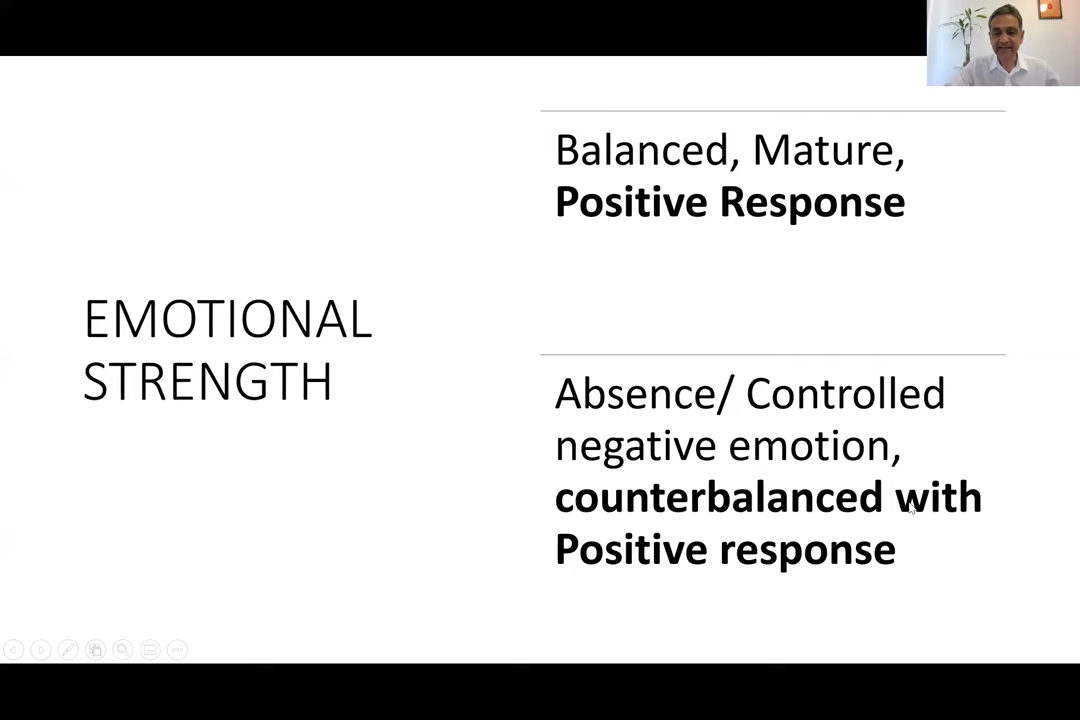 EMOTIONAL
STRENGTH
Balanced, Mature,
Positive Response
Absence/ Controlled
negative emotion,
counterbalanced with
Positive response